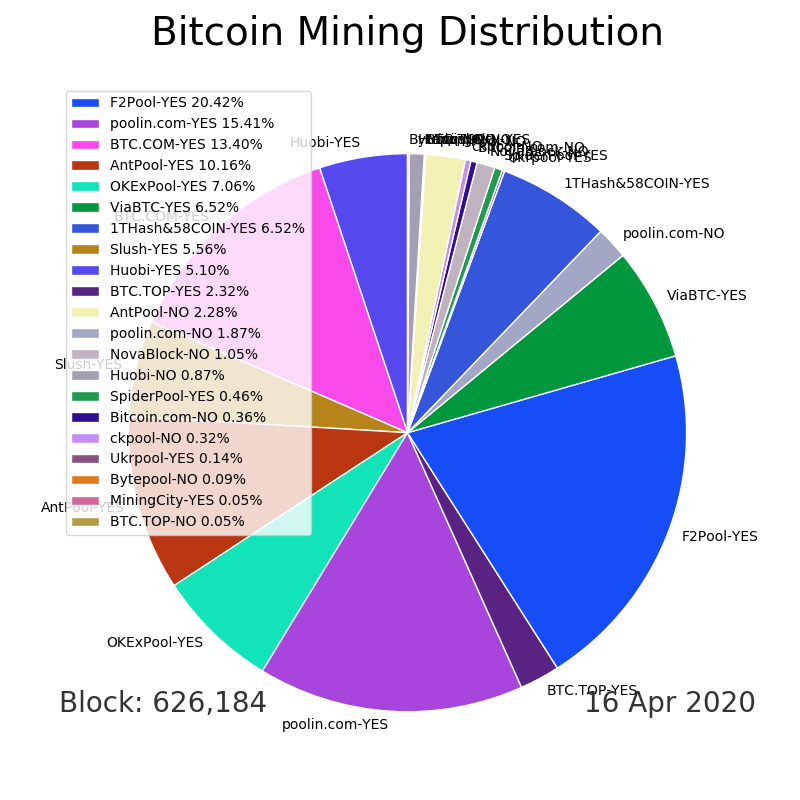 Bitcoin Mining Distribution
F2Pool-YES 20.42%
poolin.com-YES 15.41%
BTC.COM-YES 13.40%
AntPool-YES 10.16%
OKExPool-YES 7.06%
ViaBTC-YES 6.52%
1THash&58COIN-YES 6.52%
Slush-YES 5.56%
Huobi-YES 5.10%
BTC.TOP-YES 2.32%
AntPool-NO 2.28%
poolin.com-NO 1.87%
NovaBlock-NO 1.05%
Huobi-NO 0.87%
SpiderPool-YES 0.46%
Bitcoin.com-NO 0.36%
ckpool-NO 0.32%
Ukrpool-YES 0.14%
Bytepool-NO 0.09%
MiningCity-YES 0.05%
BTC.TOP-NO 0.05%
Huobi-YES
BTC.COM-YES
Slush-YES
AntPool-YES
OKExPool-YES
poolin.com-YES
BTC.TOP-YES
F2Pool-YES
ViaBTC-YES
poolin.com-NO
1THash&58COIN-YES
Block: 626,184
16 Apr 2020